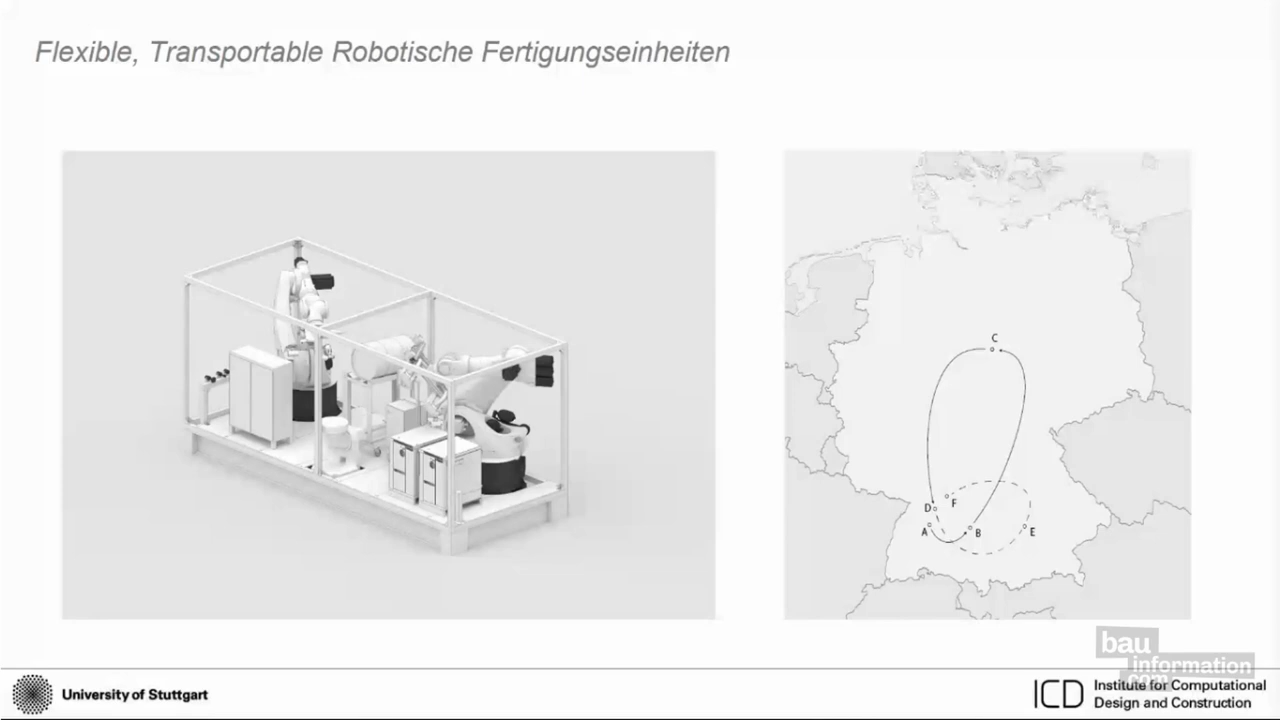 Flexible, Transportable Robotische Fertigungseinheiten
C
F
D
A
B
E
bau
information
com
University of Stuttgart
ICD
Institute for Computational
Design and Construction